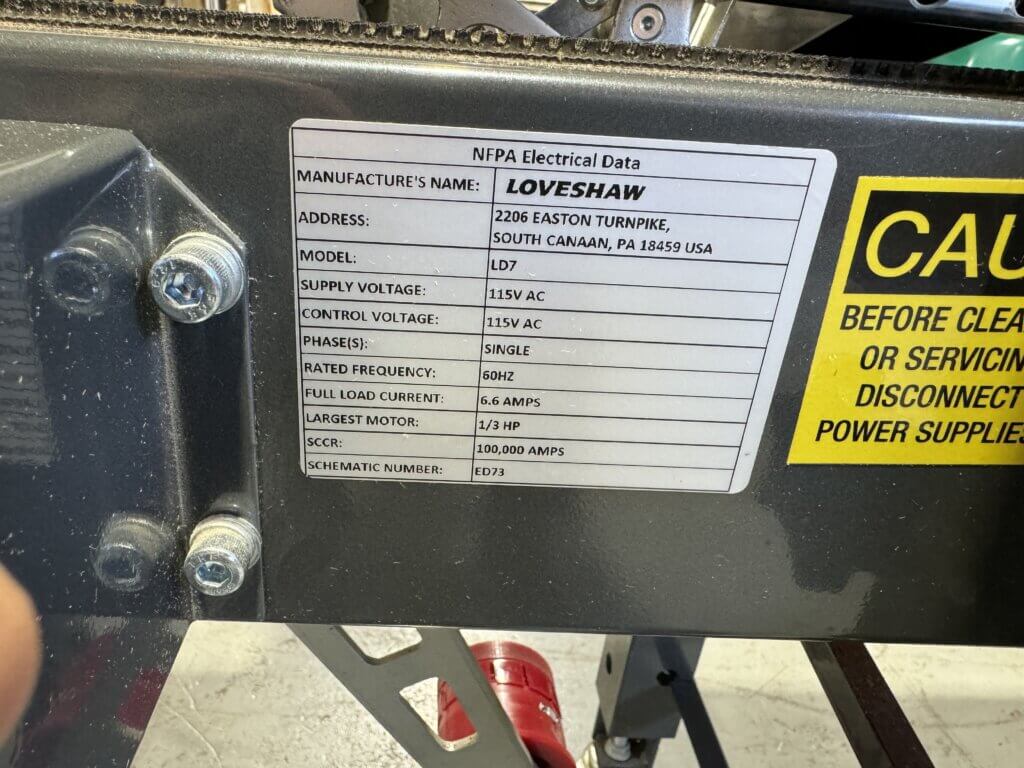 NFPA Electrical Data
MANUFACTURE'S NAME: LOVESHAW
ADDRESS: 2206 EASTON TURNPIKE,
SOUTH CANAAN, PA 18459 USA
MODEL: LD7
SUPPLY VOLTAGE: 115V AC
CONTROL VOLTAGE: 115V AC
PHASE(S): SINGLE
RATED FREQUENCY: 60HZ
FULL LOAD CURRENT: 6.6 AMPS
LARGEST MOTOR: 1/3 HP
SCCR: 100,000 AMPS
SCHEMATIC NUMBER: ED73
CAU
BEFORE CLEA
OR SERVICIN
DISCONNECT
POWER SUPPLIES